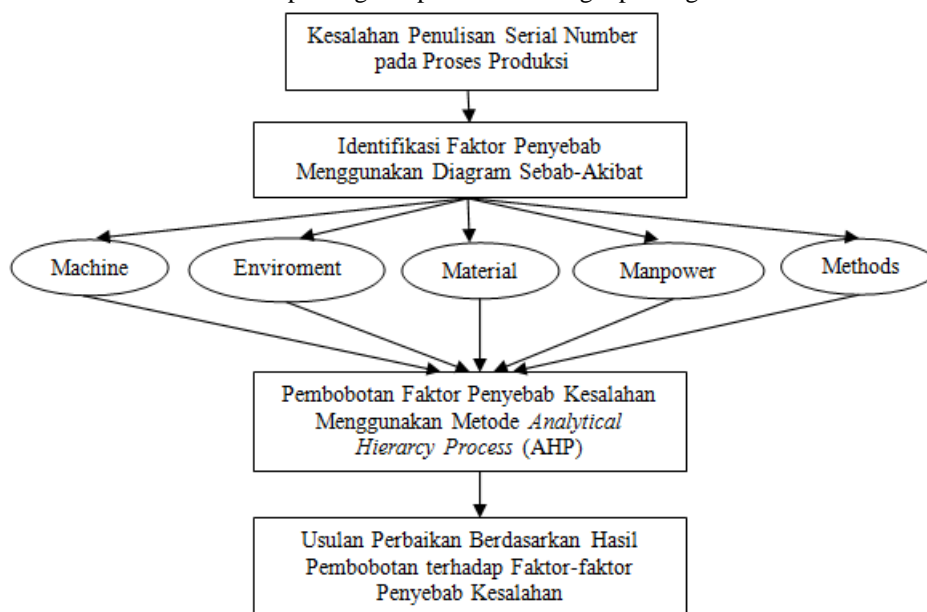 Kesalahan Penulisan Serial Number
pada Proses Produksi
Identifikasi Faktor Penyebab
Menggunakan Diagram Sebab-Akibat
Machine
Enviroment
Material
Manpower
Methods
Pembobotan Faktor Penyebab Kesalahan
Menggunakan Metode Analytical
Hierarcy Process (AHP)
Usulan Perbaikan Berdasarkan Hasil
Pembobotan terhadap Faktor-faktor
Penyebab Kesalahan